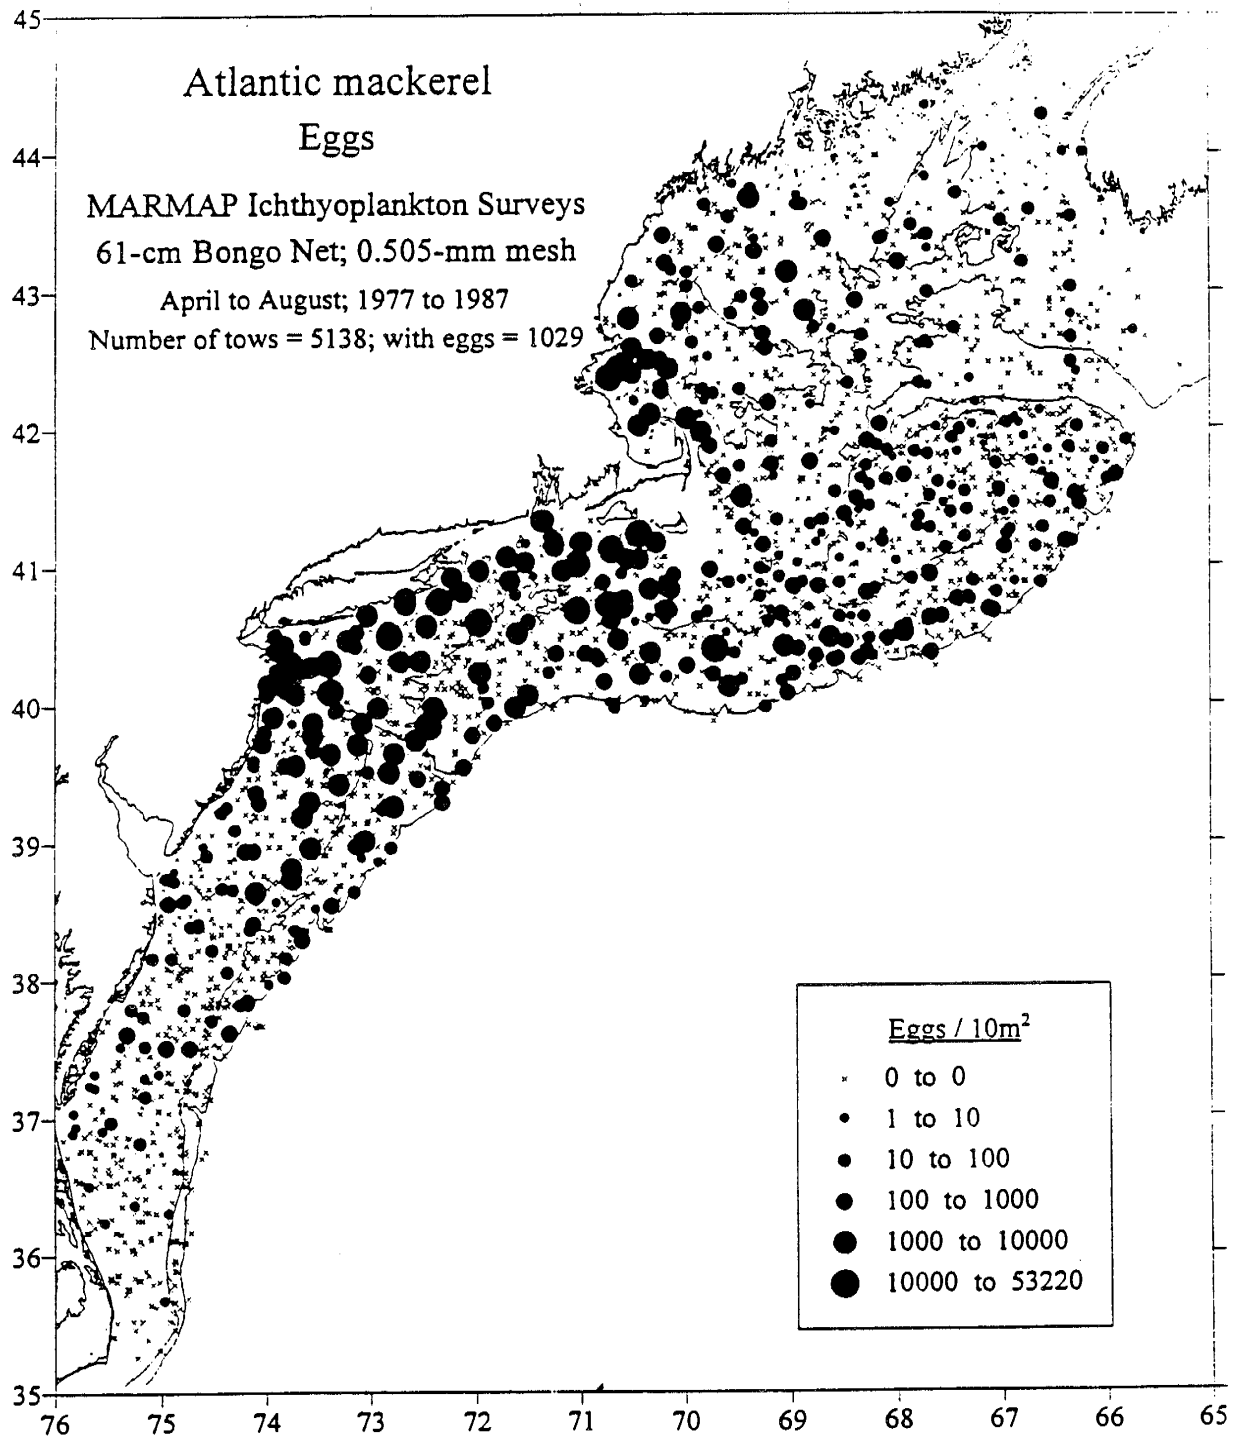 Atlantic mackerel
Eggs
MARMAP Ichthyoplankton Surveys
61-cm Bongo Net; 0.505-mm mesh
April to August; 1977 to 1987
Number of tows = 5138; with eggs = 1029
45
44
43
42
41
40
39
38
37
36
35
76 75 74 73 72 71 70 69 68 67 66 65
Eggs / 10m²
0 to 0
1 to 10
10 to 100
100 to 1000
1000 to 10000
10000 to 53220